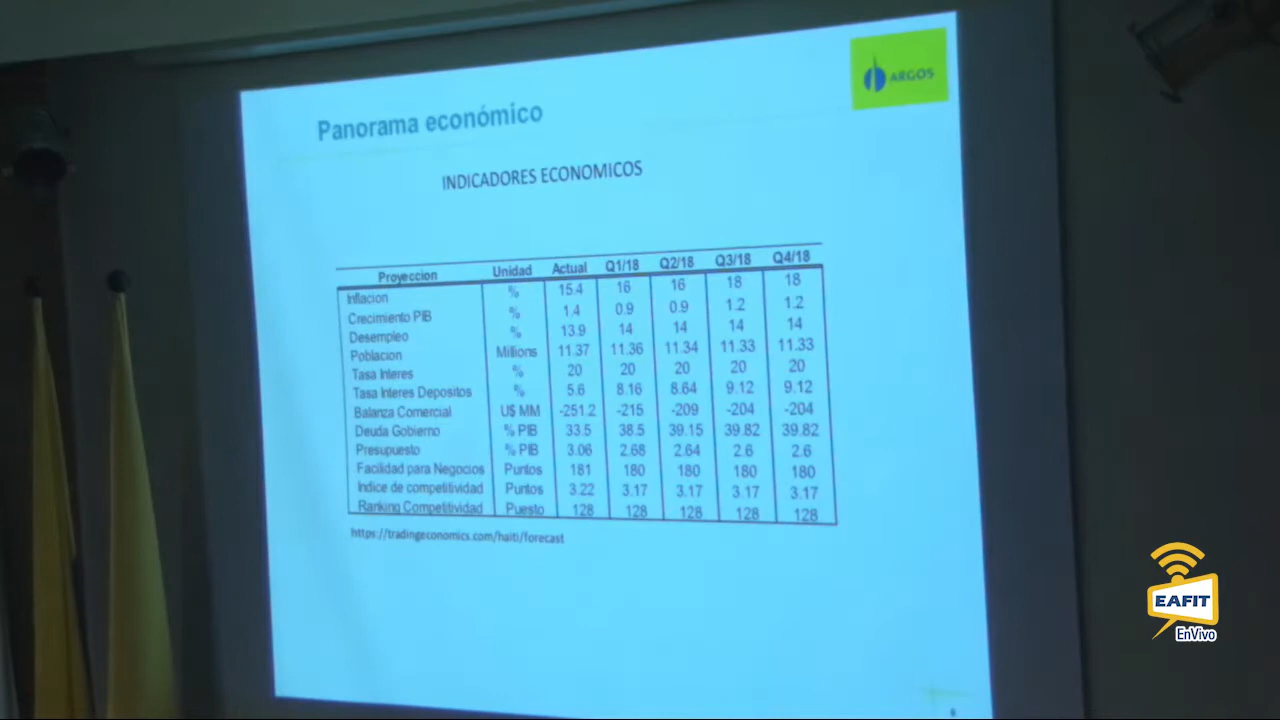 ARGOS
Panorama económico
INDICADORES ECONOMICOS
Proyeccion Unidad Actual Q1/18 Q2/18 Q3/18 Q4/18
Inflacion % 15.4 16 16 18 18
Crecimiento PIB % 1.4 0.9 0.9 1.2 1.2
Desempleo % 13.9 14 14 14 14
Poblacion Millions 11.37 11.36 11.34 11.33 11.33
Tasa Interes % 20 20 20 20 20
Tasa Interes Depositos % 5.6 8.16 8.64 9.12 9.12
Balanza Comercial U$ MM -251.2 -215 -209 -204 -204
Deuda Gobierno % PIB 33.5 38.5 39.15 39.82 39.82
Presupuesto % PIB 3.06 2.68 2.64 2.6 2.6
Facilidad para Negocios Puntos 181 180 180 180 180
Indice de competitividad Puntos 3.22 3.17 3.17 3.17 3.17
Ranking Competitividad Puesto 128 128 128 128 128
https://tradingeconomics.com/haiti/forecast
EAFIT
EnVivo